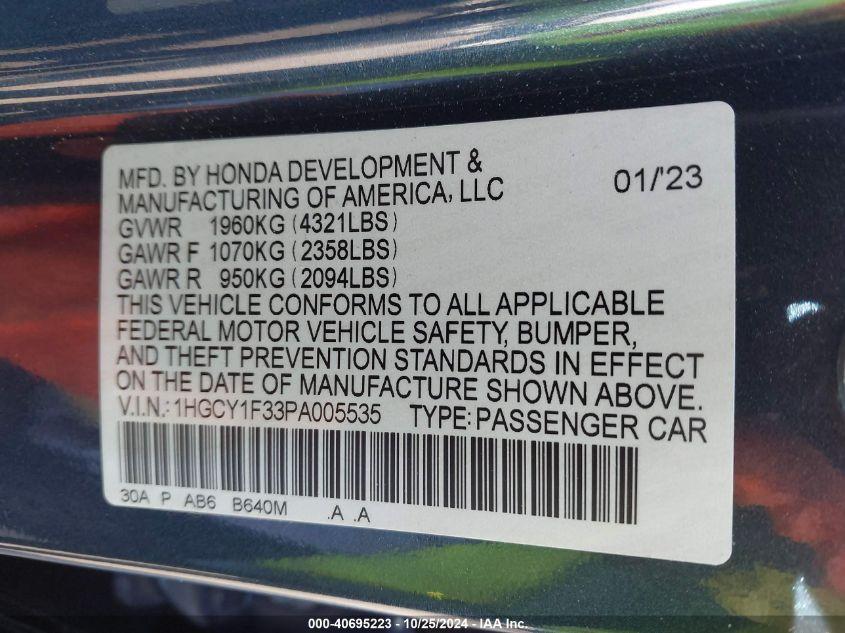 MFD. BY HONDA DEVELOPMENT &
MANUFACTURING OF AMERICA, LLC 01/'23
GVWR 1960KG (4321LBS)
GAWR F 1070KG (2358LBS)
GAWR R 950KG (2094LBS)
THIS VEHICLE CONFORMS TO ALL APPLICABLE
FEDERAL MOTOR VEHICLE SAFETY, BUMPER,
AND THEFT PREVENTION STANDARDS IN EFFECT
ON THE DATE OF MANUFACTURE SHOWN ABOVE.
V.I.N.: 1HGCY1F33PA005535 TYPE: PASSENGER CAR
30A P AB6 B640M .A .A
000-40695223 - 10/25/2024 - IAA Inc.